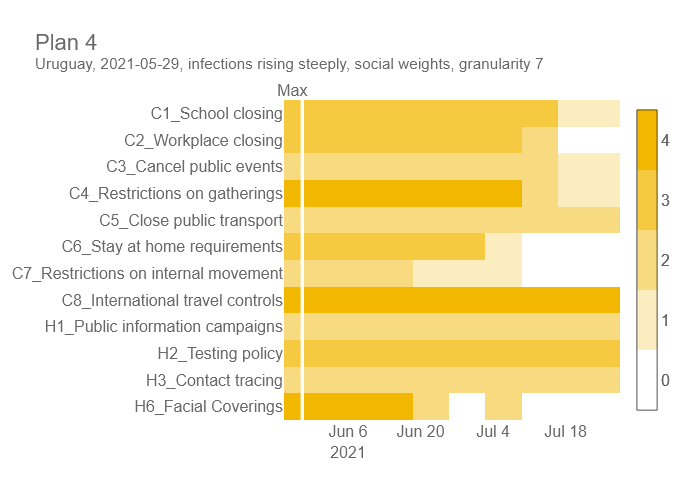 Plan 4
Uruguay, 2021-05-29, infections rising steeply, social weights, granularity 7
Max
C1_School closing
C2_Workplace closing
C3_Cancel public events
C4_Restrictions on gatherings
C5_Close public transport
C6_Stay at home requirements
C7_Restrictions on internal movement
C8_International travel controls
H1_Public information campaigns
H2_Testing policy
H3_Contact tracing
H6_Facial Coverings
Jun 6 Jun 20 Jul 4 Jul 18
2021
4
3
2
1
0